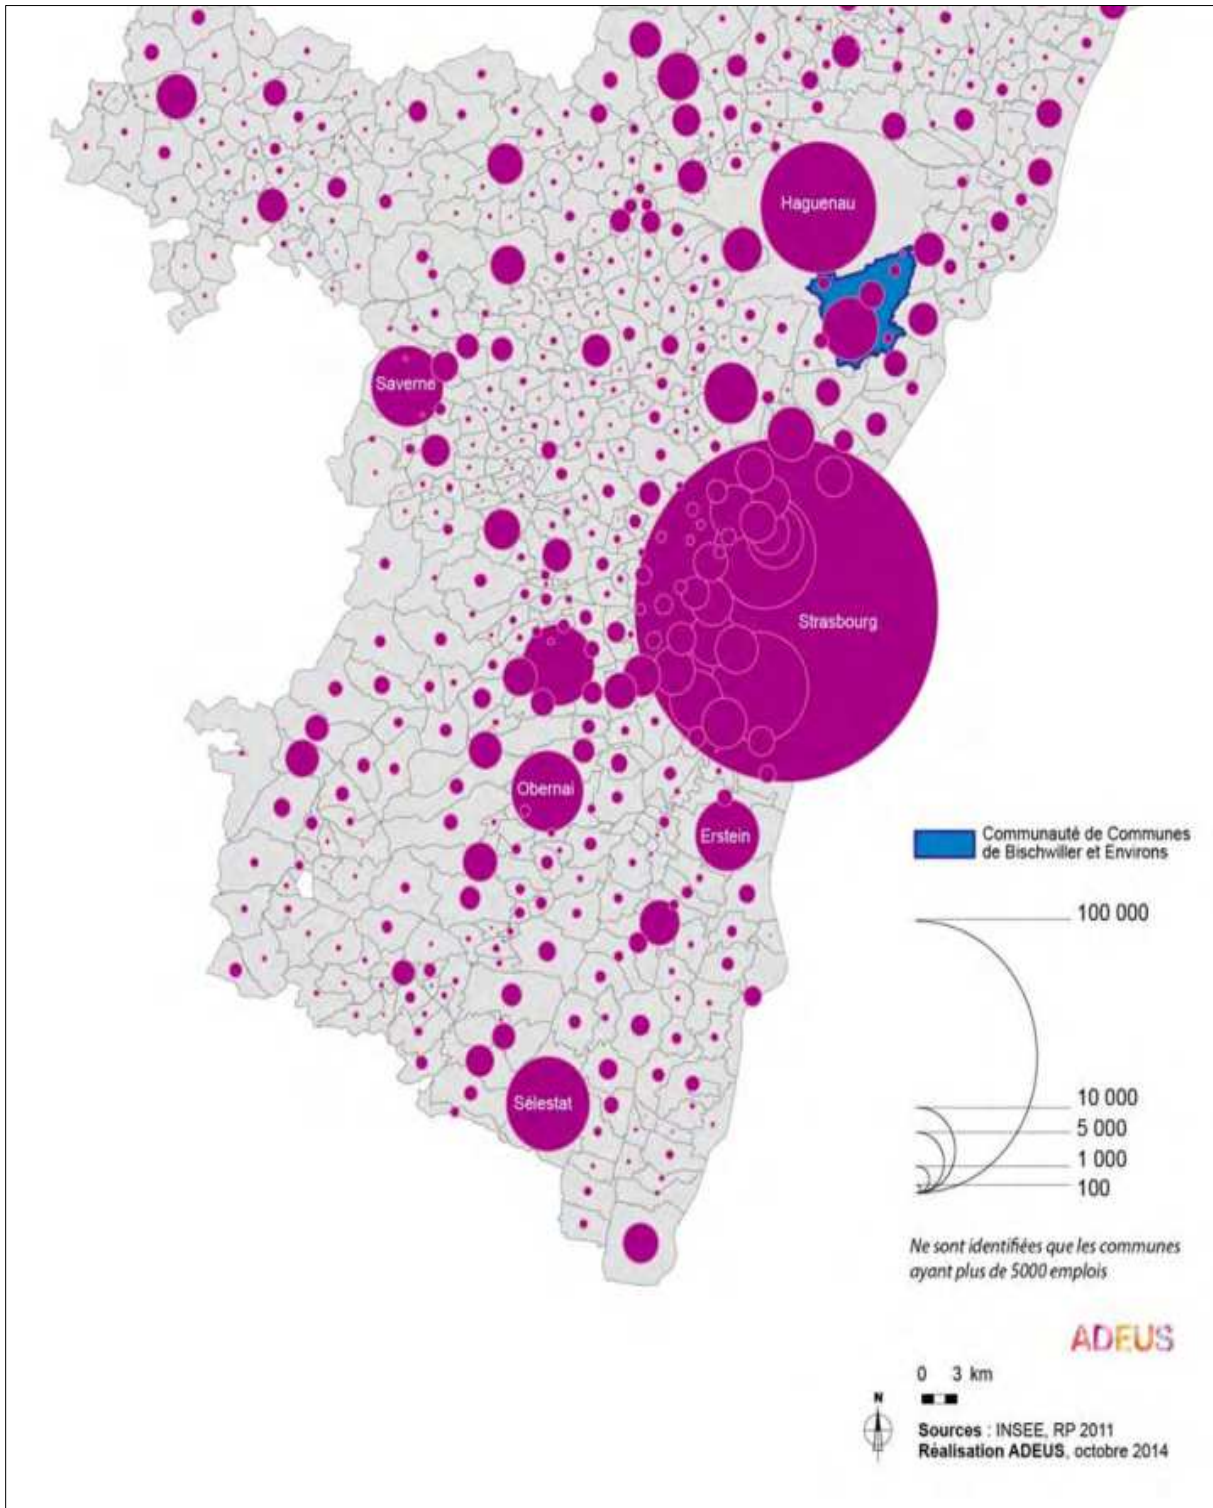 Haguenau
Saverne
Strasbourg
Obernai
Erstein
Communauté de Communes
de Bischwiller et Environs
100 000
10 000
5 000
1 000
100
Sélestat
Ne sont identifiées que les communes
ayant plus de 5000 emplois
ADEUS
0 3 km
N
Sources : INSEE, RP 2011
Réalisation ADEUS, octobre 2014